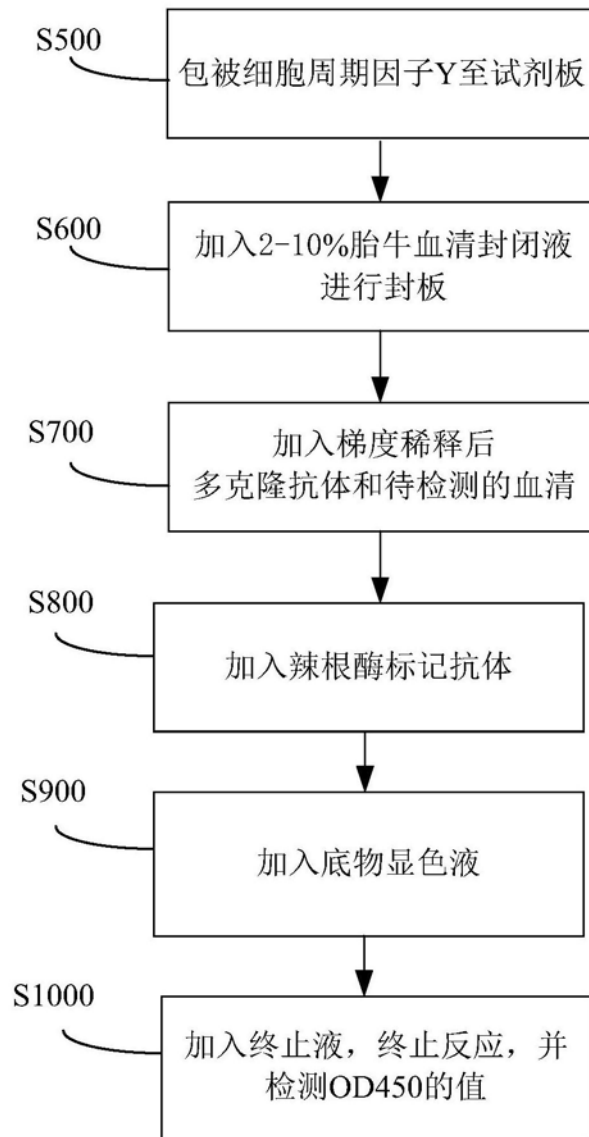 S500
包被细胞周期因子Y至试剂板
S600
加入2-10%胎牛血清封闭液
进行封板
S700
加入梯度稀释后
多克隆抗体和待检测的血清
S800
加入辣根酶标记抗体
S900
加入底物显色液
S1000
加入终止液，终止反应，并
检测OD450的值